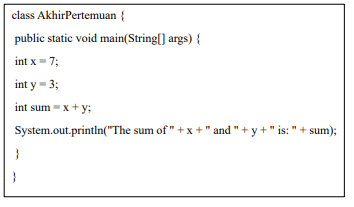 class AkhirPertemuan {
public static void main(String[] args) {
int x = 7;
int y = 3;
int sum = x + y;
System.out.println("The sum of " + x + " and " + y + " is: " + sum);
}
}